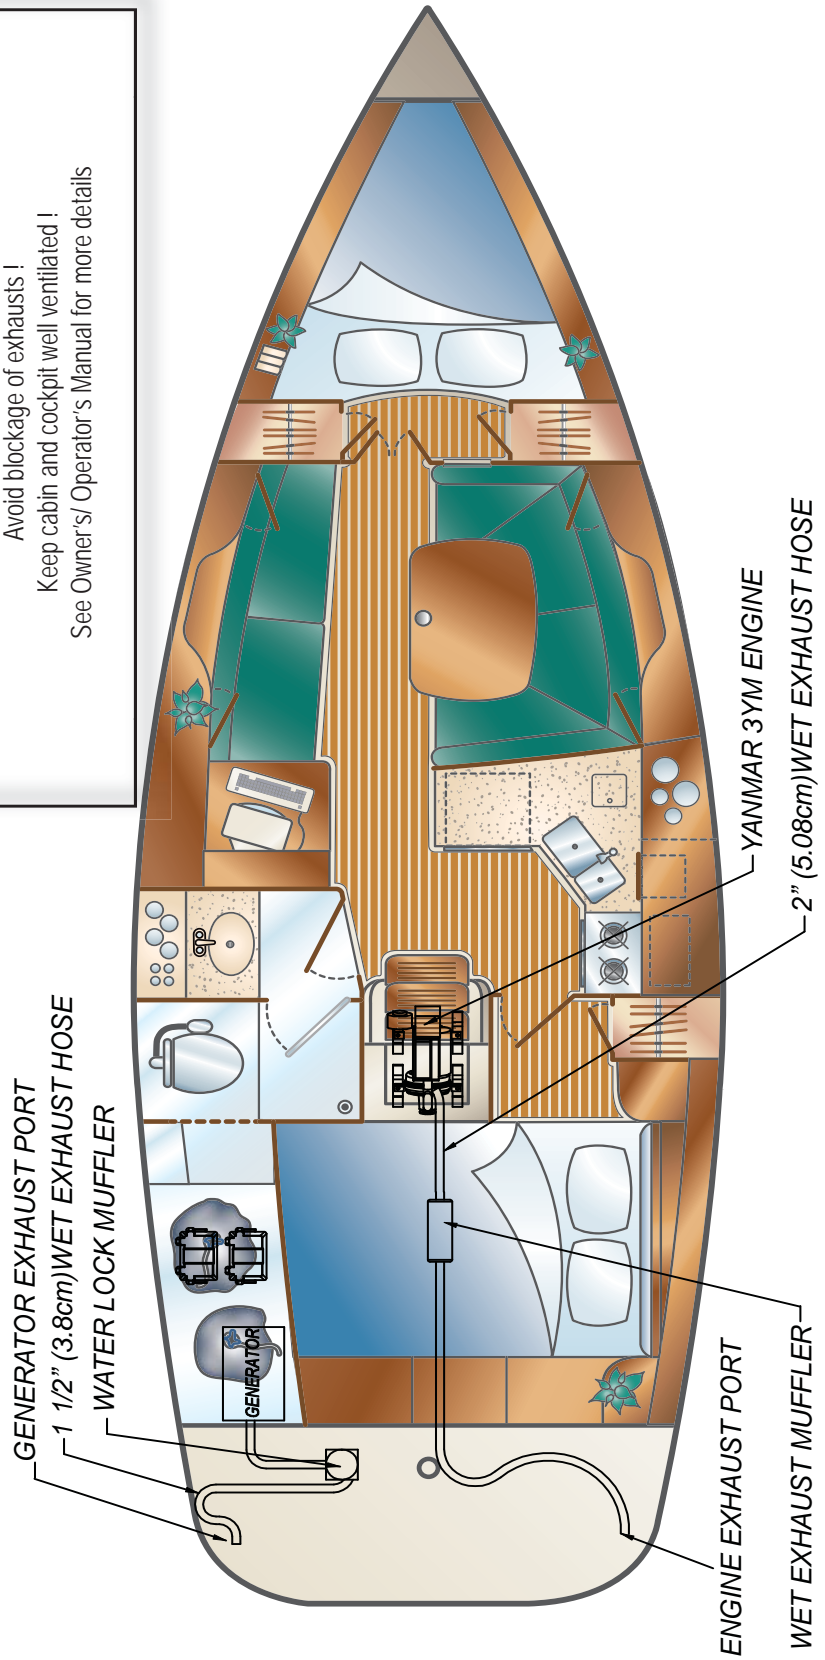 Avoid blockage of exhausts !
Keep cabin and cockpit well ventilated !
See Owner's/ Operator's Manual for more details
GENERATOR EXHAUST PORT
1 1/2” (3.8cm)WET EXHAUST HOSE
WATER LOCK MUFFLER
GENERATOR
YANMAR 3YM ENGINE
2” (5.08cm)WET EXHAUST HOSE
ENGINE EXHAUST PORT
WET EXHAUST MUFFLER